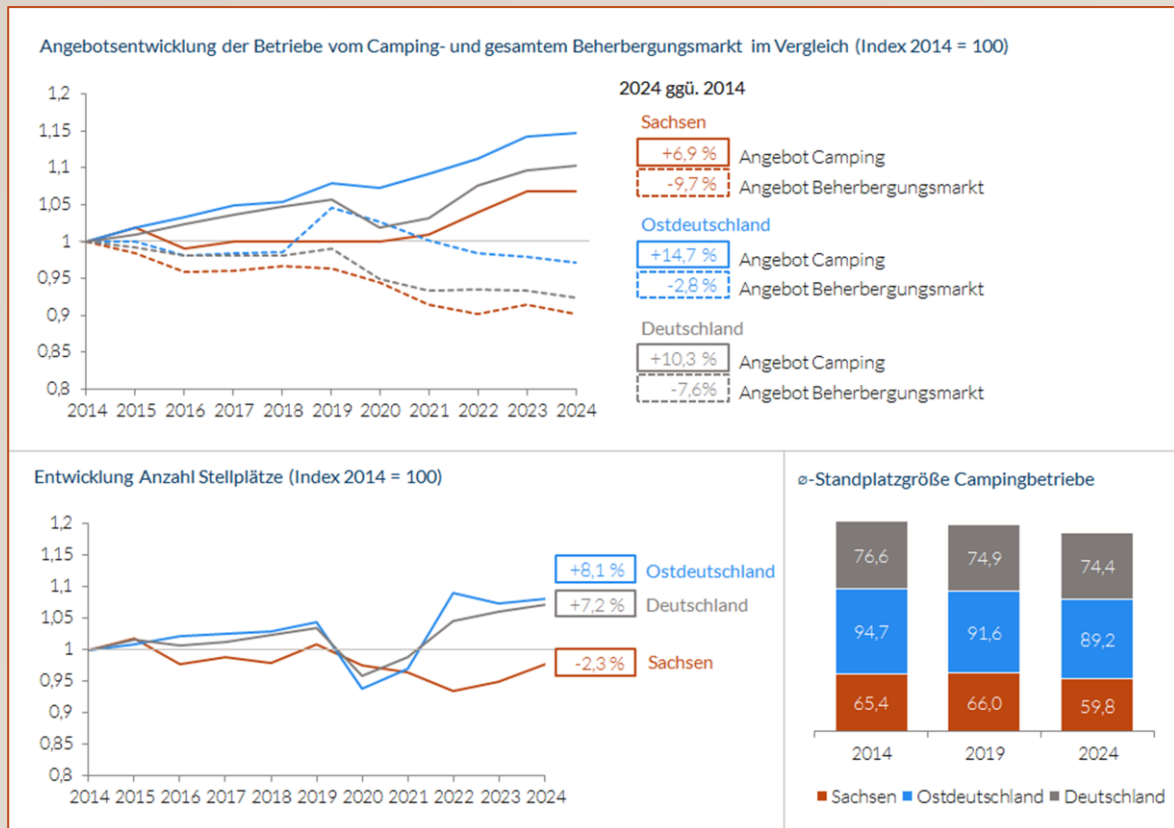 Angebotsentwicklung der Betriebe vom Camping- und gesamtem Beherbergungsmarkt im Vergleich (Index 2014 = 100)
1,2
1,15
1,1
1,05
1
0,95
0,9
0,85
0,8
2014 2015 2016 2017 2018 2019 2020 2021 2022 2023 2024
2024 ggü. 2014
Sachsen
+6,9 % Angebot Camping
-9,7 % Angebot Beherbergungsmarkt
Ostdeutschland
+14,7 % Angebot Camping
-2,8 % Angebot Beherbergungsmarkt
Deutschland
+10,3 % Angebot Camping
-7,6% Angebot Beherbergungsmarkt
Entwicklung Anzahl Stellplätze (Index 2014 = 100)
1,2
1,15
1,1
1,05
1
0,95
0,9
0,85
0,8
2014 2015 2016 2017 2018 2019 2020 2021 2022 2023 2024
+8,1 % Ostdeutschland
+7,2 % Deutschland
-2,3 % Sachsen
⌀-Standplatzgröße Campingbetriebe
76,6 74,9 74,4
94,7 91,6 89,2
65,4 66,0 59,8
2014 2019 2024
Sachsen Ostdeutschland Deutschland